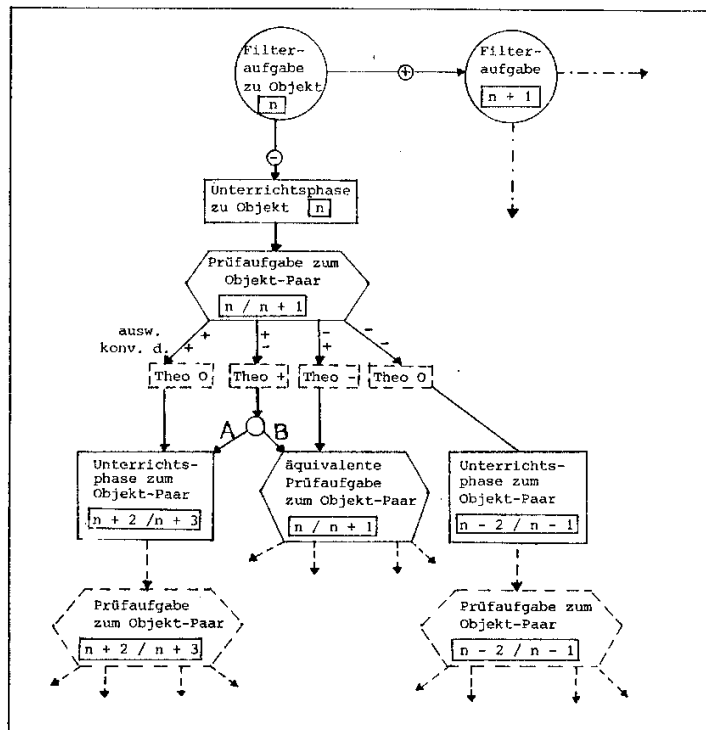 Filter-
aufgabe
zu Objekt
n
+
Filter-
aufgabe
n + 1
-
Unterrichtsphase
zu Objekt n
Prüfaufgabe zum
Objekt-Paar
n / n + 1
ausw. + + - -
konv. d. + - + -
Theo 0 Theo + Theo - Theo 0
A B
Unterrichts-
phase zum
Objekt-Paar
n + 2 /n + 3
äquivalente
Prüfaufgabe
zum Objekt-Paar
n / n + 1
Unterrichts-
phase zum
Objekt-Paar
n - 2 / n - 1
Prüfaufgabe
zum Objekt-Paar
n + 2 / n + 3
Prüfaufgabe zum
Objekt-Paar
n - 2 / n - 1